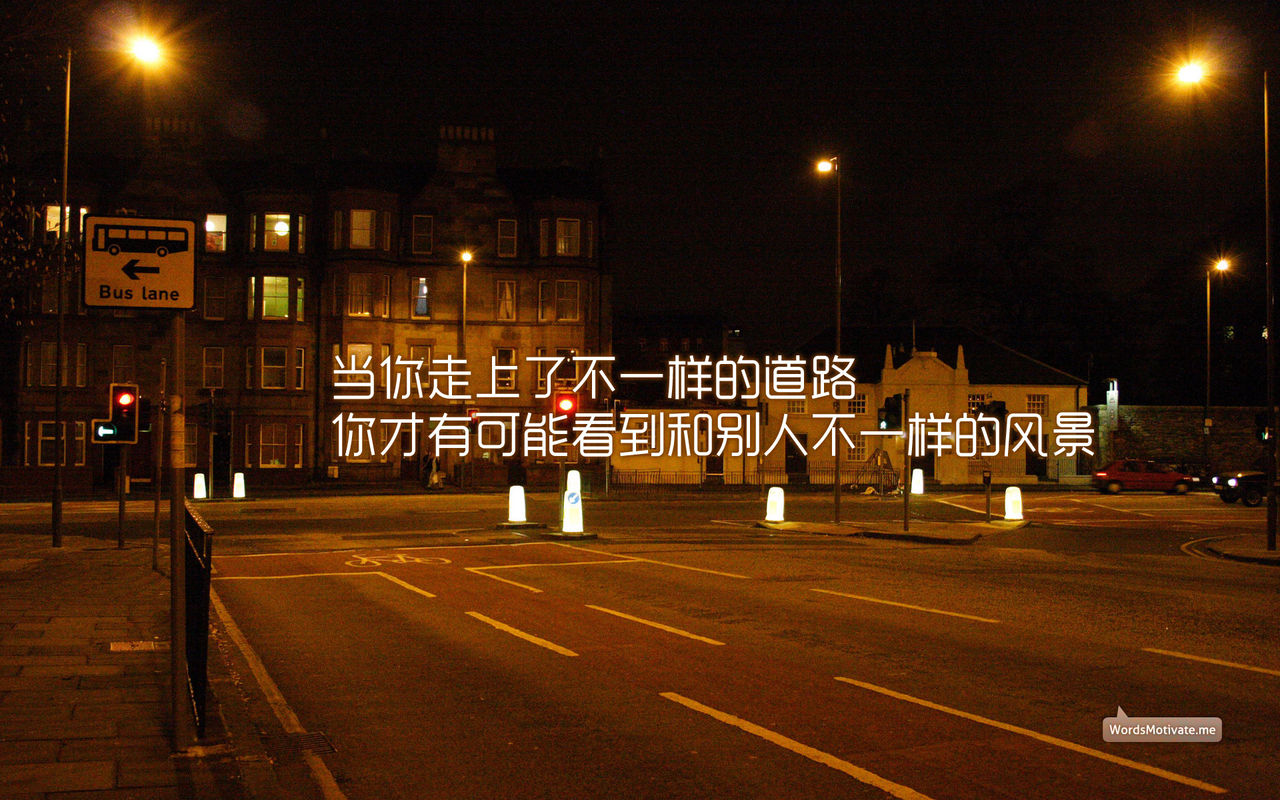 Bus lane
当你走上了不一样的道路
你才有可能看到和别人不一样的风景
WordsMotivate.me